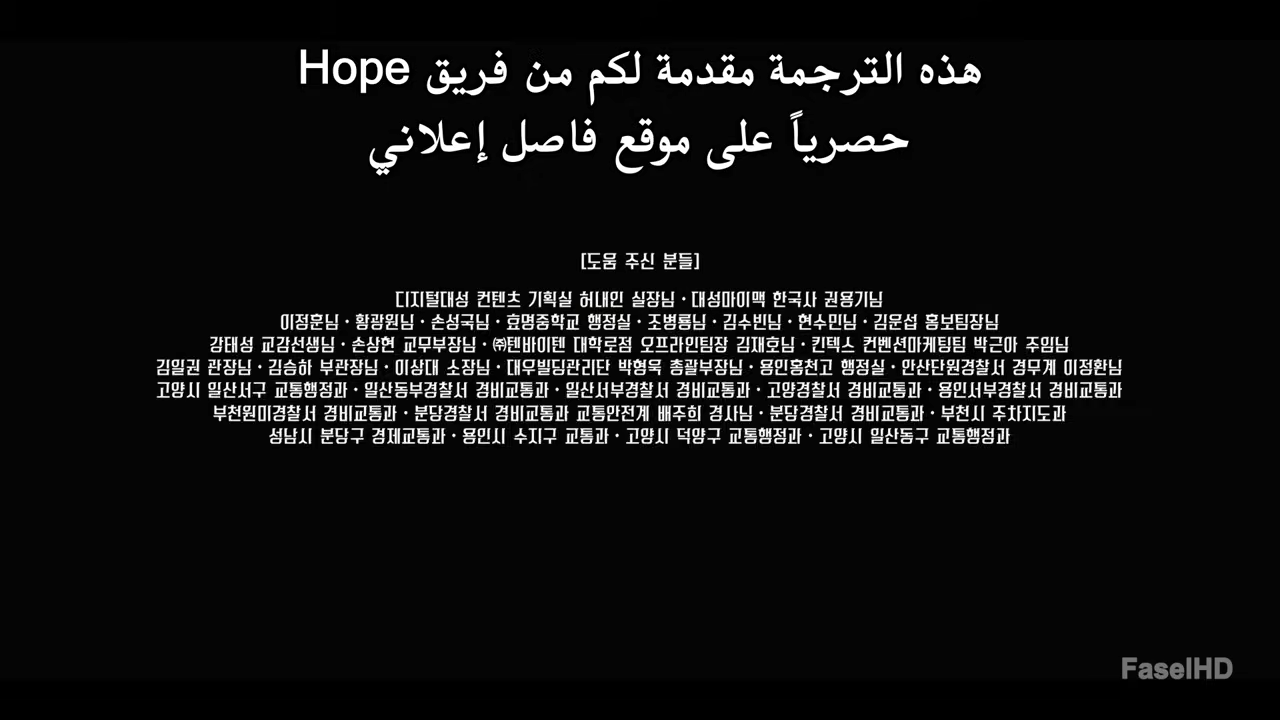 هذه الترجمة مقدمة لكم من فريق Hope
حصرياً على موقع فاصل إعلاني
[도움 주신 분들]
디지털대성 컨텐츠 기획실 허내인 실장님 · 대성마이맥 한국사 권용기님
이정훈님 · 황광원님 · 손성국님 · 효명중학교 행정실 · 조병룡님 · 김수빈님 · 현수민님 · 김문섭 홍보팀장님
강태성 교감선생님 · 손상현 교무부장님 · ㈜텐바이텐 대학로점 오프라인팀장 김재호님 · 킨텍스 컨벤션마케팅팀 박근아 주임님
김일권 관장님 · 김승하 부관장님 · 이상대 소장님 · 대우빌딩관리단 박형욱 총괄부장님 · 용인홍천고 행정실 · 안산단원경찰서 경무계 이정환님
고양시 일산서구 교통행정과 · 일산동부경찰서 경비교통과 · 일산서부경찰서 경비교통과 · 고양경찰서 경비교통과 · 용인서부경찰서 경비교통과
부천원미경찰서 경비교통과 · 분당경찰서 경비교통과 교통안전계 배주희 경사님 · 분당경찰서 경비교통과 · 부천시 주차지도과
성남시 분당구 경제교통과 · 용인시 수지구 교통과 · 고양시 덕양구 교통행정과 · 고양시 일산동구 교통행정과
FaselHD